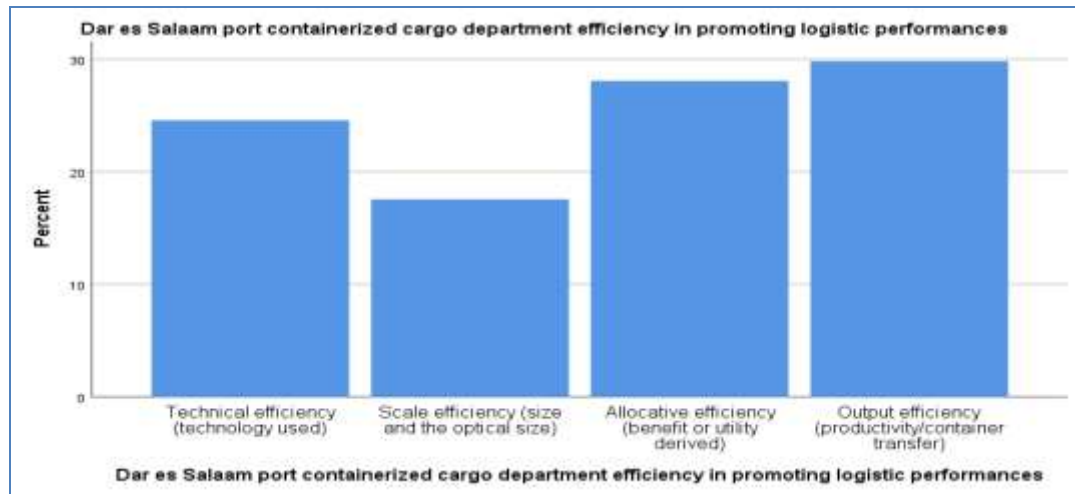 Dar es Salaam port containerized cargo department efficiency in promoting logistic performances
30
20
10
0
Percent
Technical efficiency
(technology used)
Scale efficiency (size
and the optical size)
Allocative efficiency
(benefit or utility
derived)
Output efficiency
(productivity/container
transfer)
Dar es Salaam port containerized cargo department efficiency in promoting logistic performances